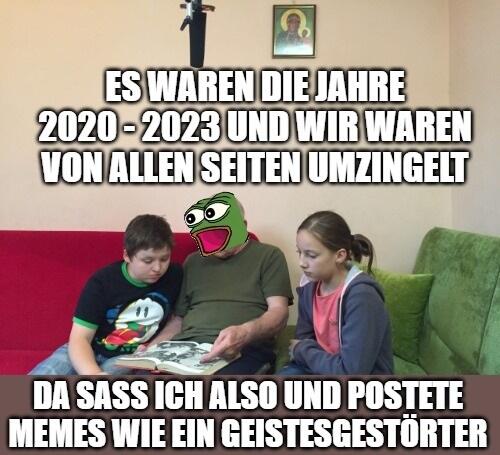 ES WAREN DIE JAHRE
2020 - 2023 UND WIR WAREN
VON ALLEN SEITEN UMZINGELT
DA SASS ICH ALSO UND POSTETE
MEMES WIE EIN GEISTESGESTÖRTER